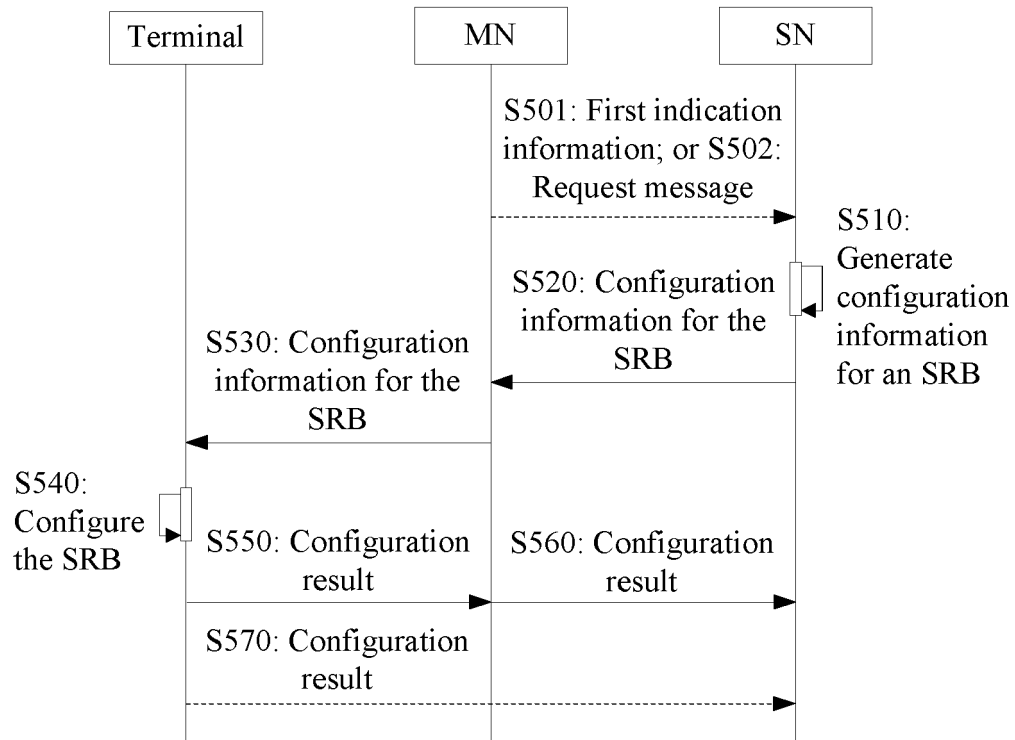 Terminal
MN
SN
S501: First indication
information; or S502:
Request message
S510:
Generate
configuration
information
for an SRB
S520: Configuration
information for the
SRB
S530: Configuration
information for the
SRB
S540:
Configure
the SRB
S550: Configuration
result
S560: Configuration
result
S570: Configuration
result